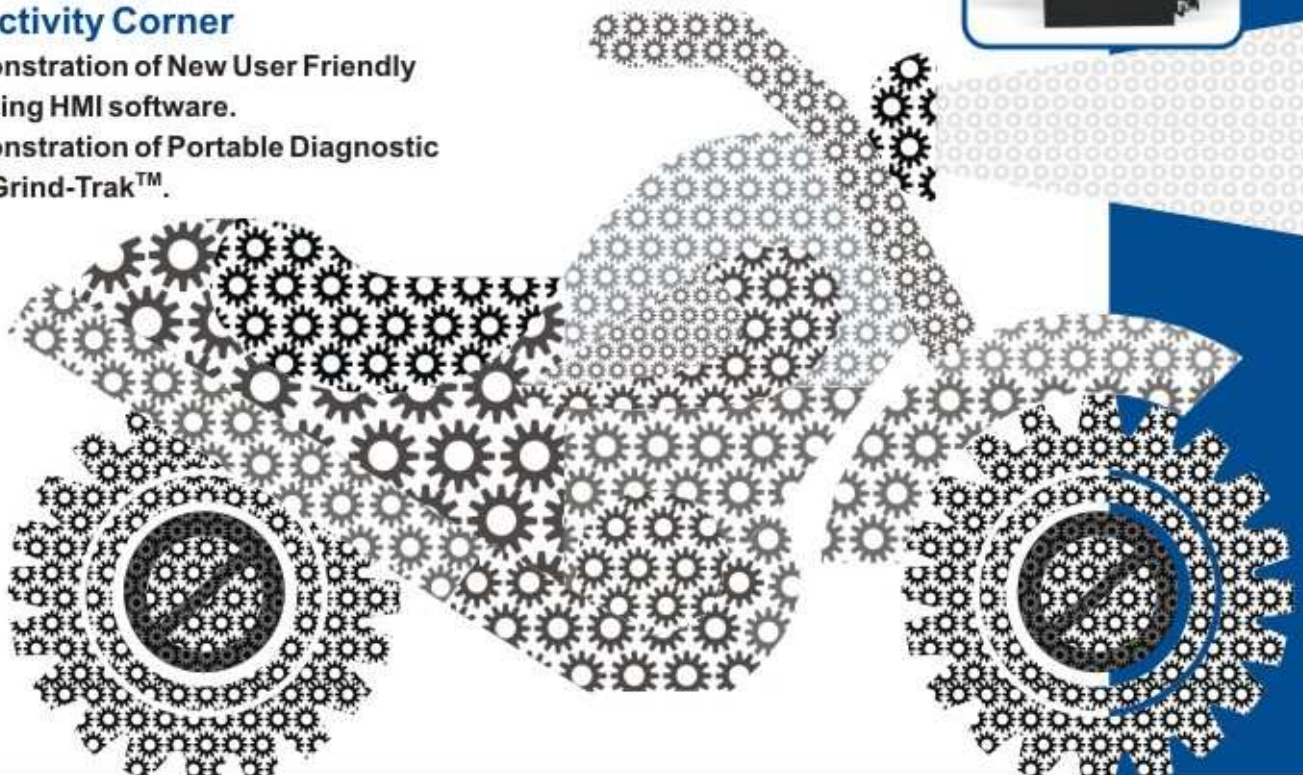 ctivity Corner
onstration of New User Friendly
ing HMI software.
onstration of Portable Diagnostic
Grind-Trak™.